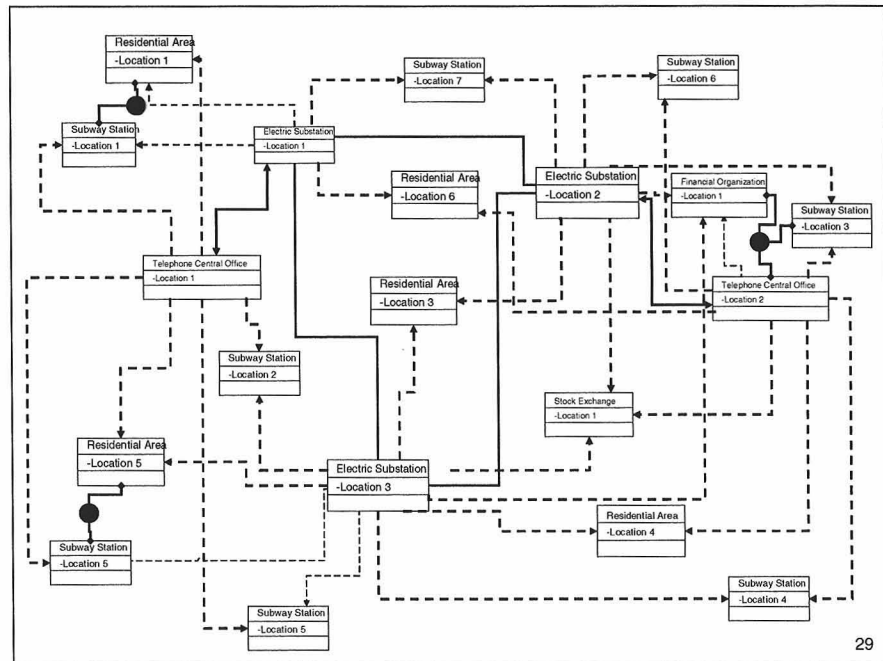 Residential Area
-Location 1
Subway Station
-Location 7
Subway Station
-Location 6
Subway Station
-Location 1
Electric Substation
-Location 1
Residential Area
-Location 6
Electric Substation
-Location 2
Financial Organization
-Location 1
Subway Station
-Location 3
Telephone Central Office
-Location 1
Residential Area
-Location 3
Telephone Central Office
-Location 2
Subway Station
-Location 2
Stock Exchange
-Location 1
Residential Area
-Location 5
Electric Substation
-Location 3
Residential Area
-Location 4
Subway Station
-Location 5
Subway Station
-Location 4
Subway Station
-Location 5
29